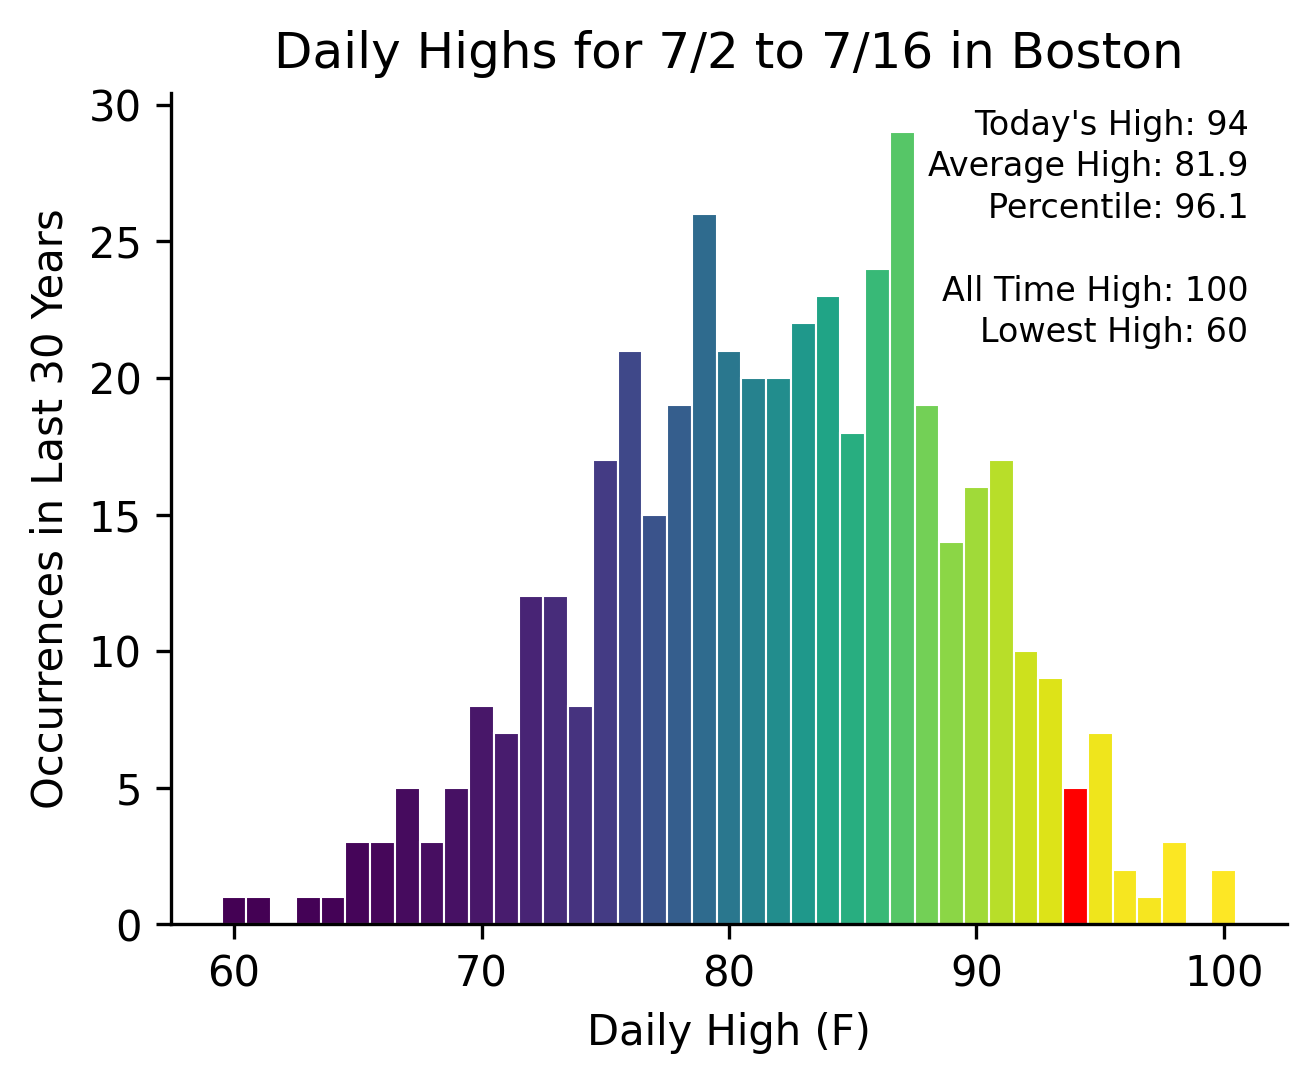 Daily Highs for 7/2 to 7/16 in Boston
Today's High: 94
Average High: 81.9
Percentile: 96.1
All Time High: 100
Lowest High: 60
Occurrences in Last 30 Years
30
25
20
15
10
5
0
60 70 80 90 100
Daily High (F)